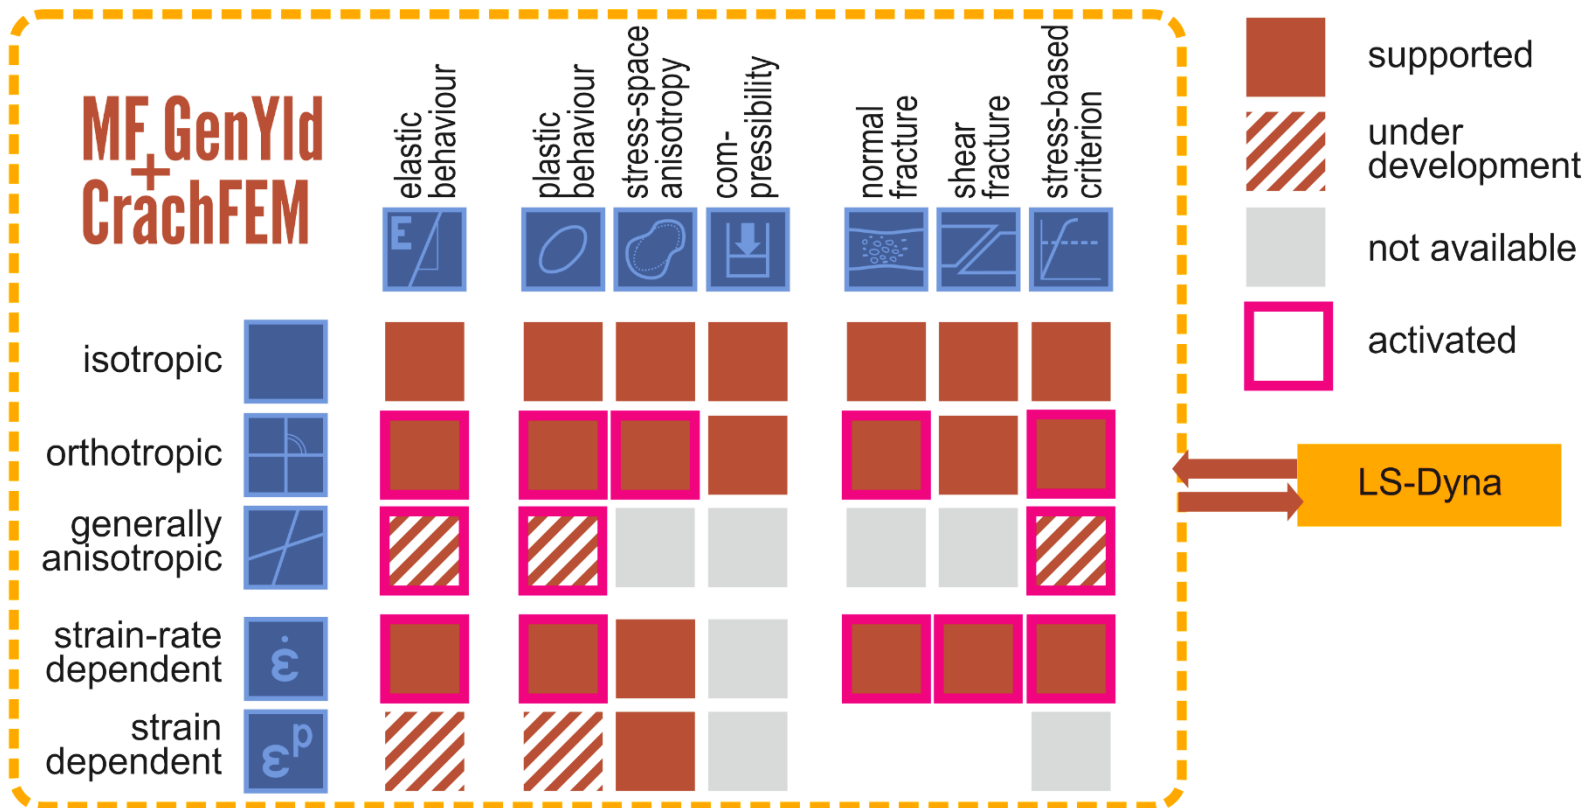 MF GenYld
+
CrachFEM
elastic
behaviour
plastic
behaviour
stress-space
anisotropy
com-
pressibility
normal
fracture
shear
fracture
stress-based
criterion
E
isotropic
orthotropic
generally
anisotropic
strain-rate
dependent
ε̇
strain
dependent
εᵖ
supported
under
development
not available
activated
LS-Dyna